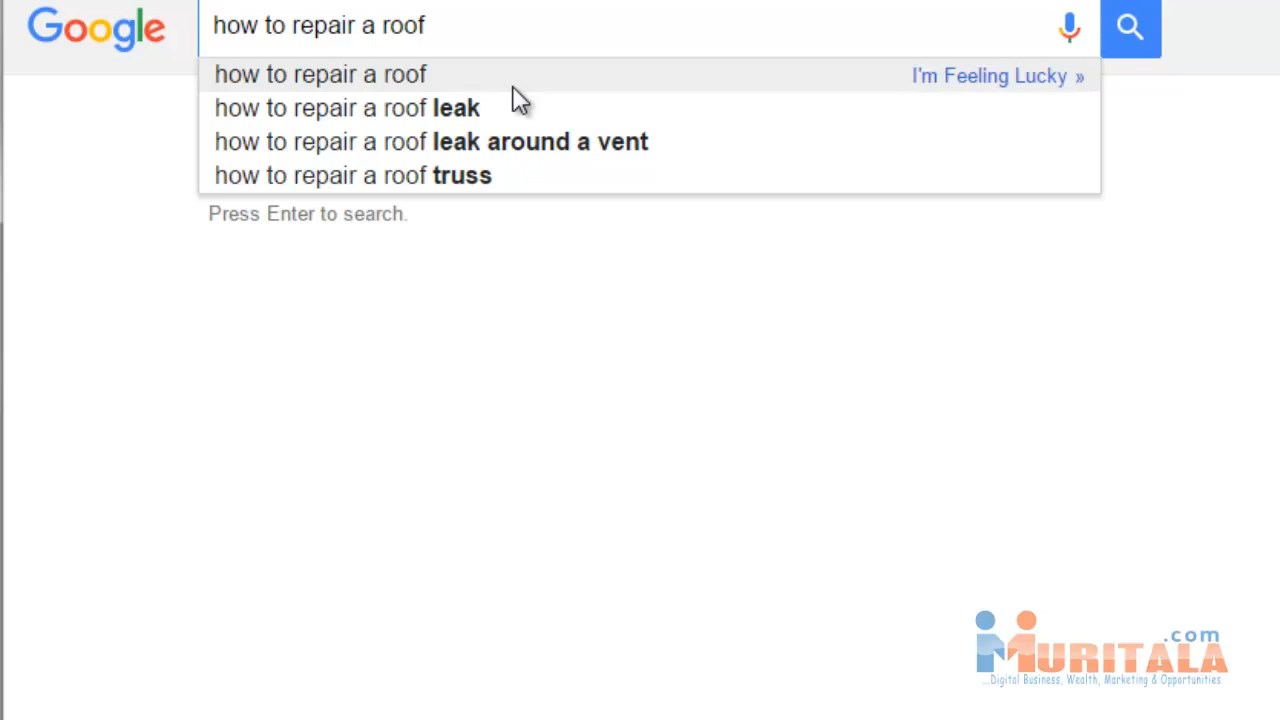 Google
how to repair a roof
how to repair a roof
I'm Feeling Lucky »
how to repair a roof leak
how to repair a roof leak around a vent
how to repair a roof truss
Press Enter to search.
.com
MURITALA
...Digital Business, Wealth, Marketing & Opportunities